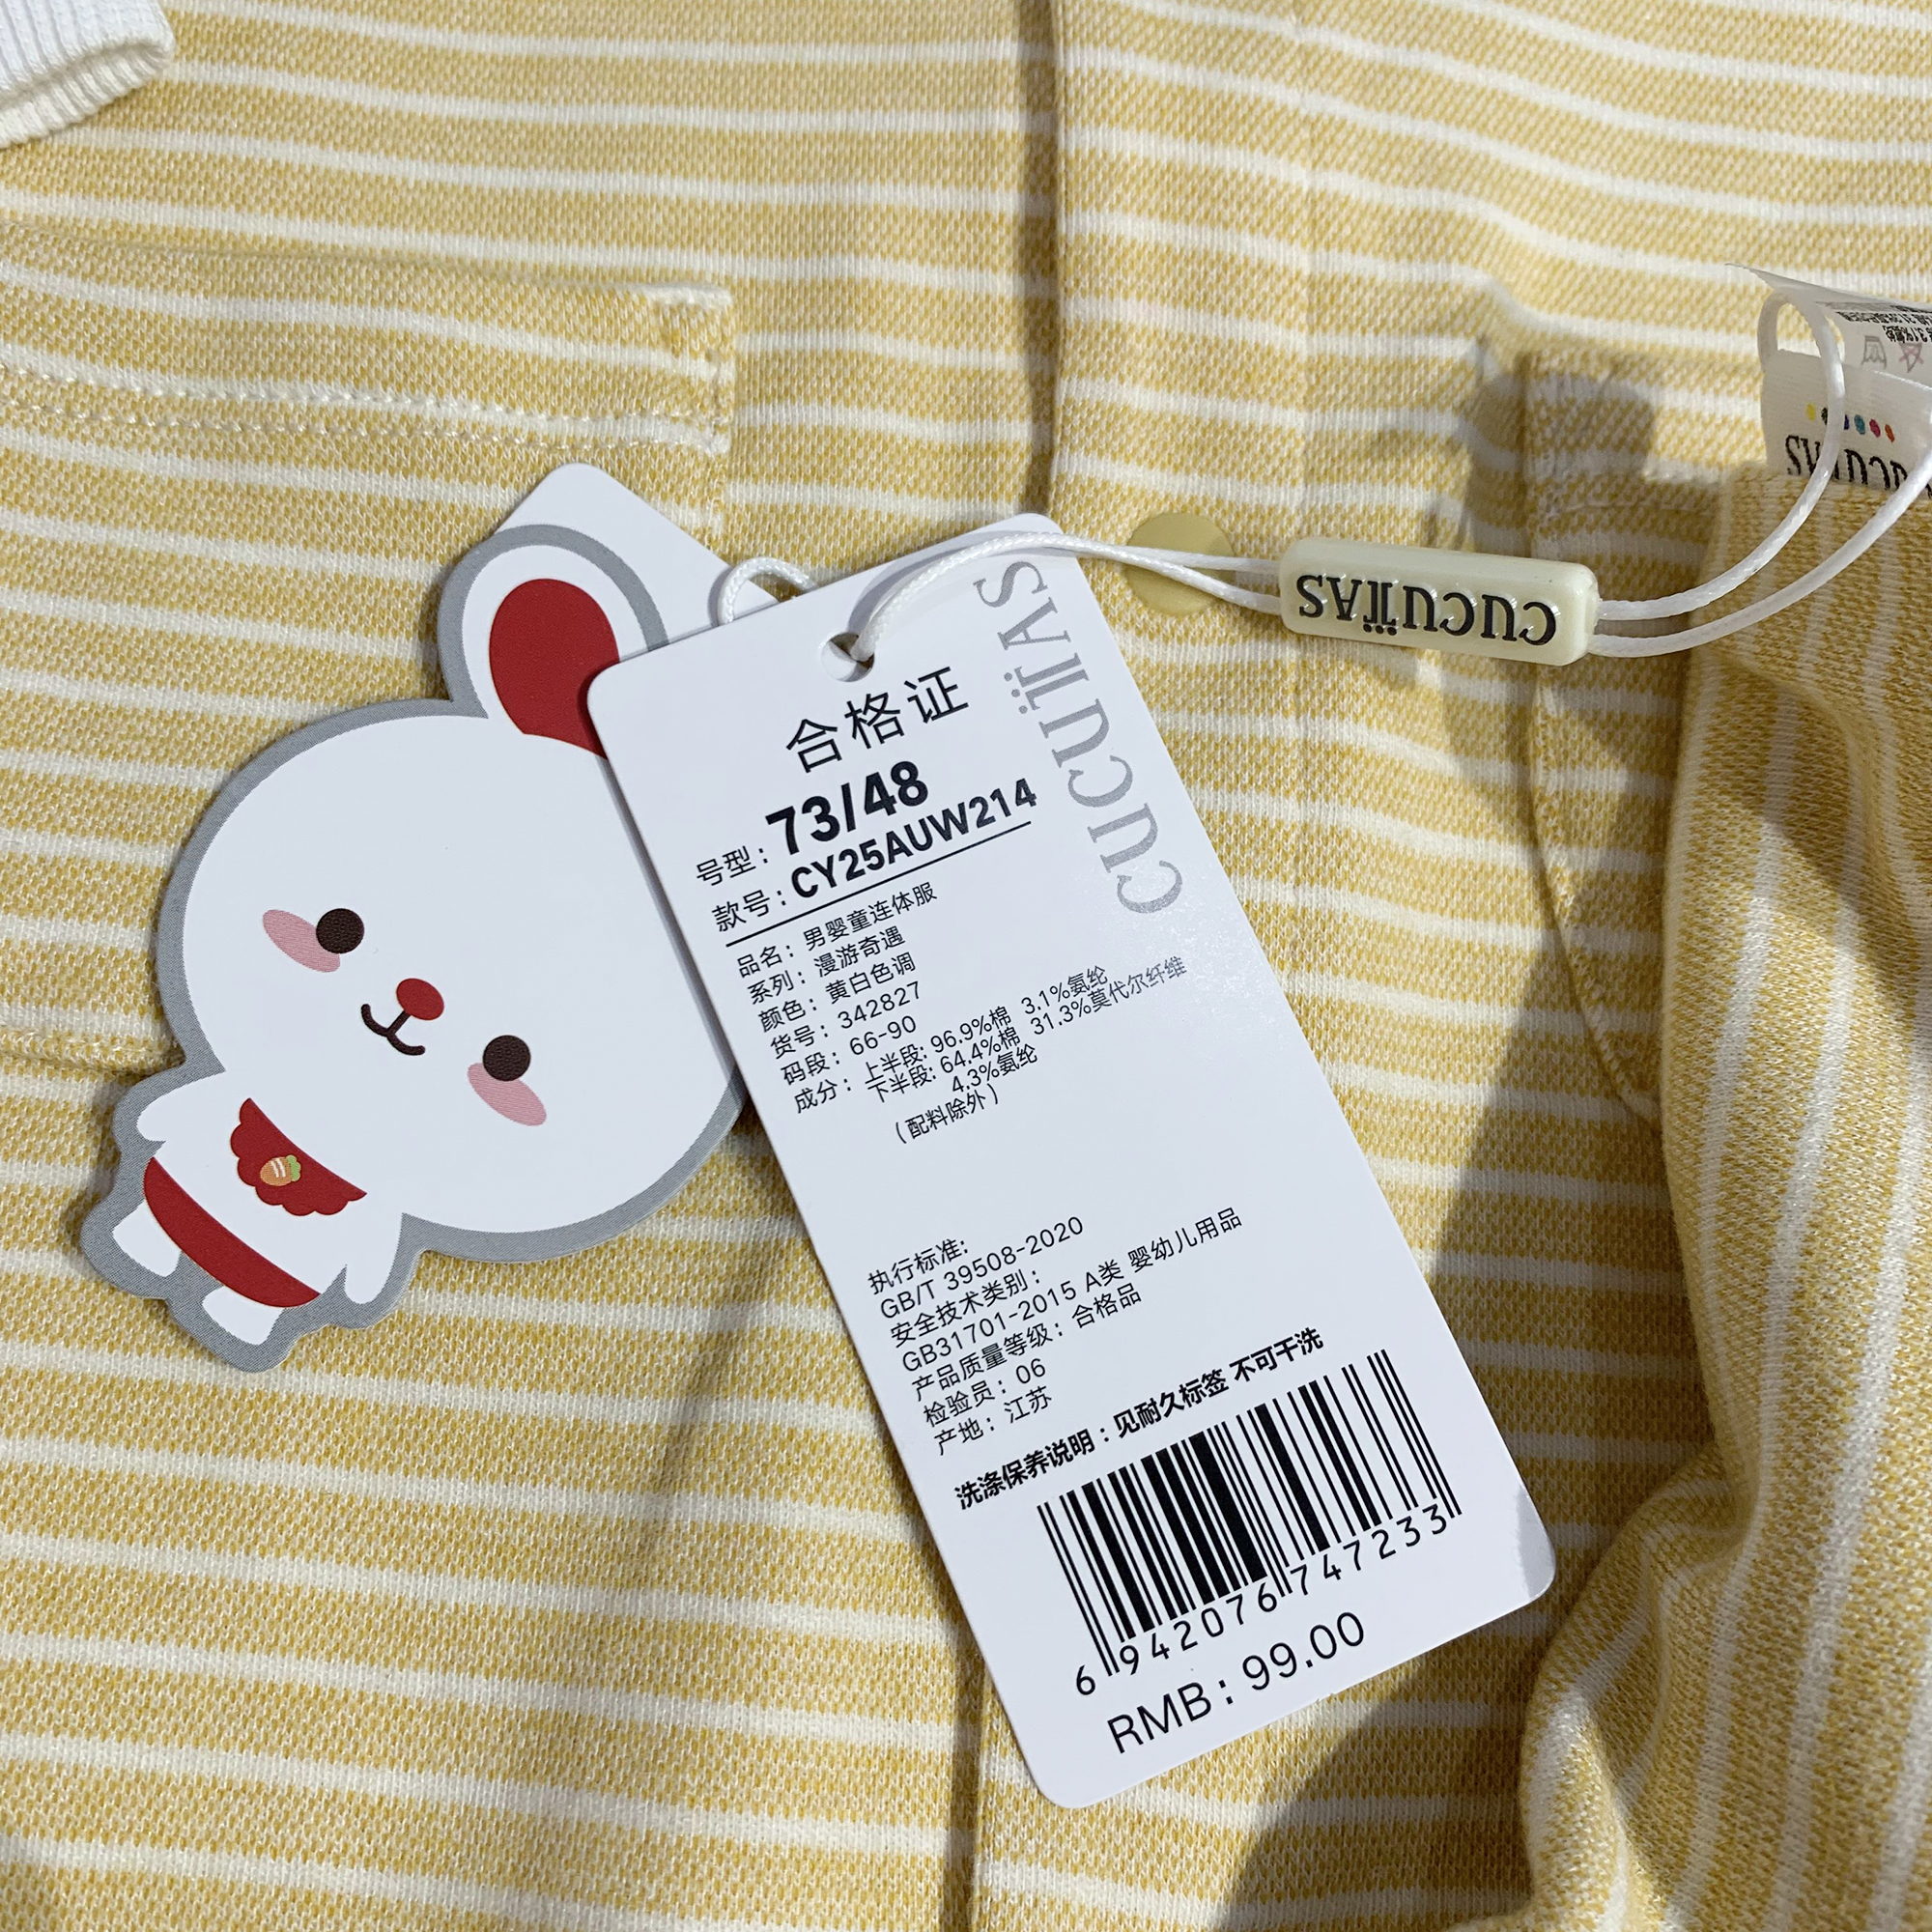 CUCUTAS
合格证
号型：73/48
款号：CY25AUW214
品名：男婴童连体服
系列：漫游奇遇
颜色：黄白色调
货号：342827
码段：66-90
成分：上半段: 96.9%棉 3.1%氨纶
下半段: 64.4%棉 31.3%莫代尔纤维
4.3%氨纶
（配料除外）
执行标准:
GB/T 39508-2020
安全技术类别：
GB31701-2015 A类 婴幼儿用品
产品质量等级：合格品
检验员：06
产地：江苏
洗涤保养说明：见耐久标签 不可干洗
6942076747233
RMB：99.00
CUCUTAS